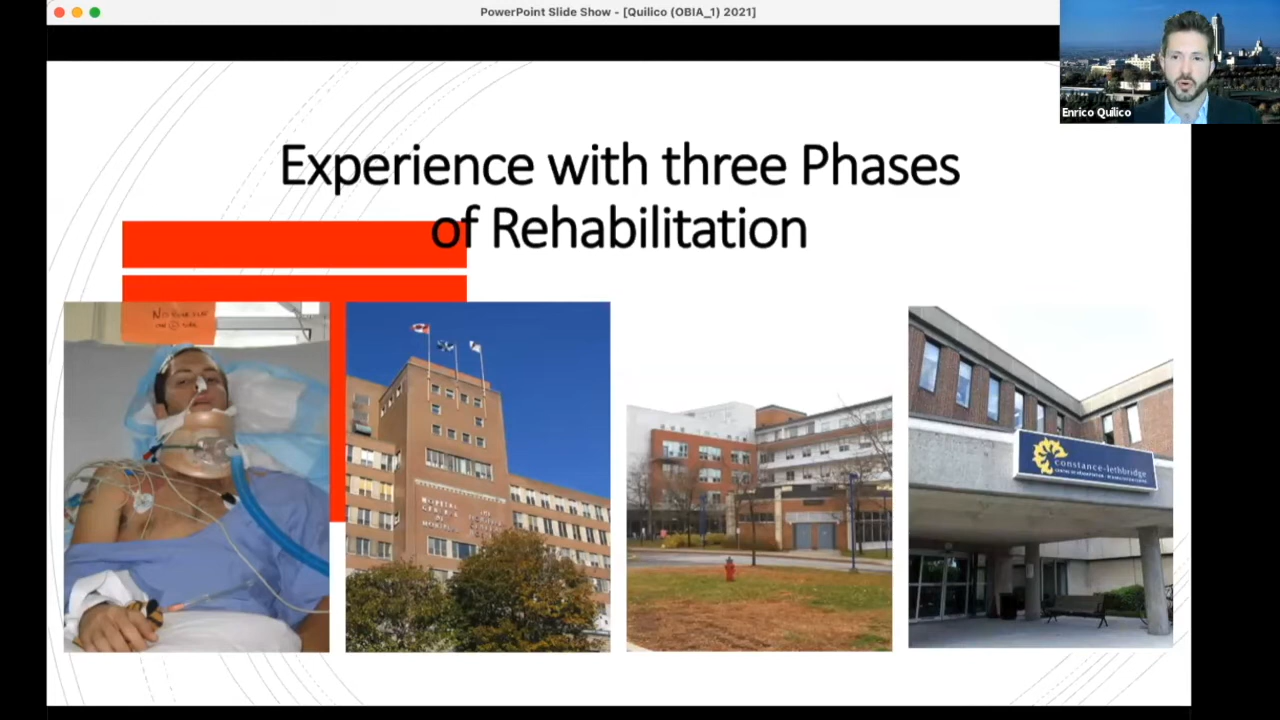 PowerPoint Slide Show - [Quilico (OBIA_1) 2021]
Enrico Quilico
Experience with three Phases
of Rehabilitation
constance-lethbridge